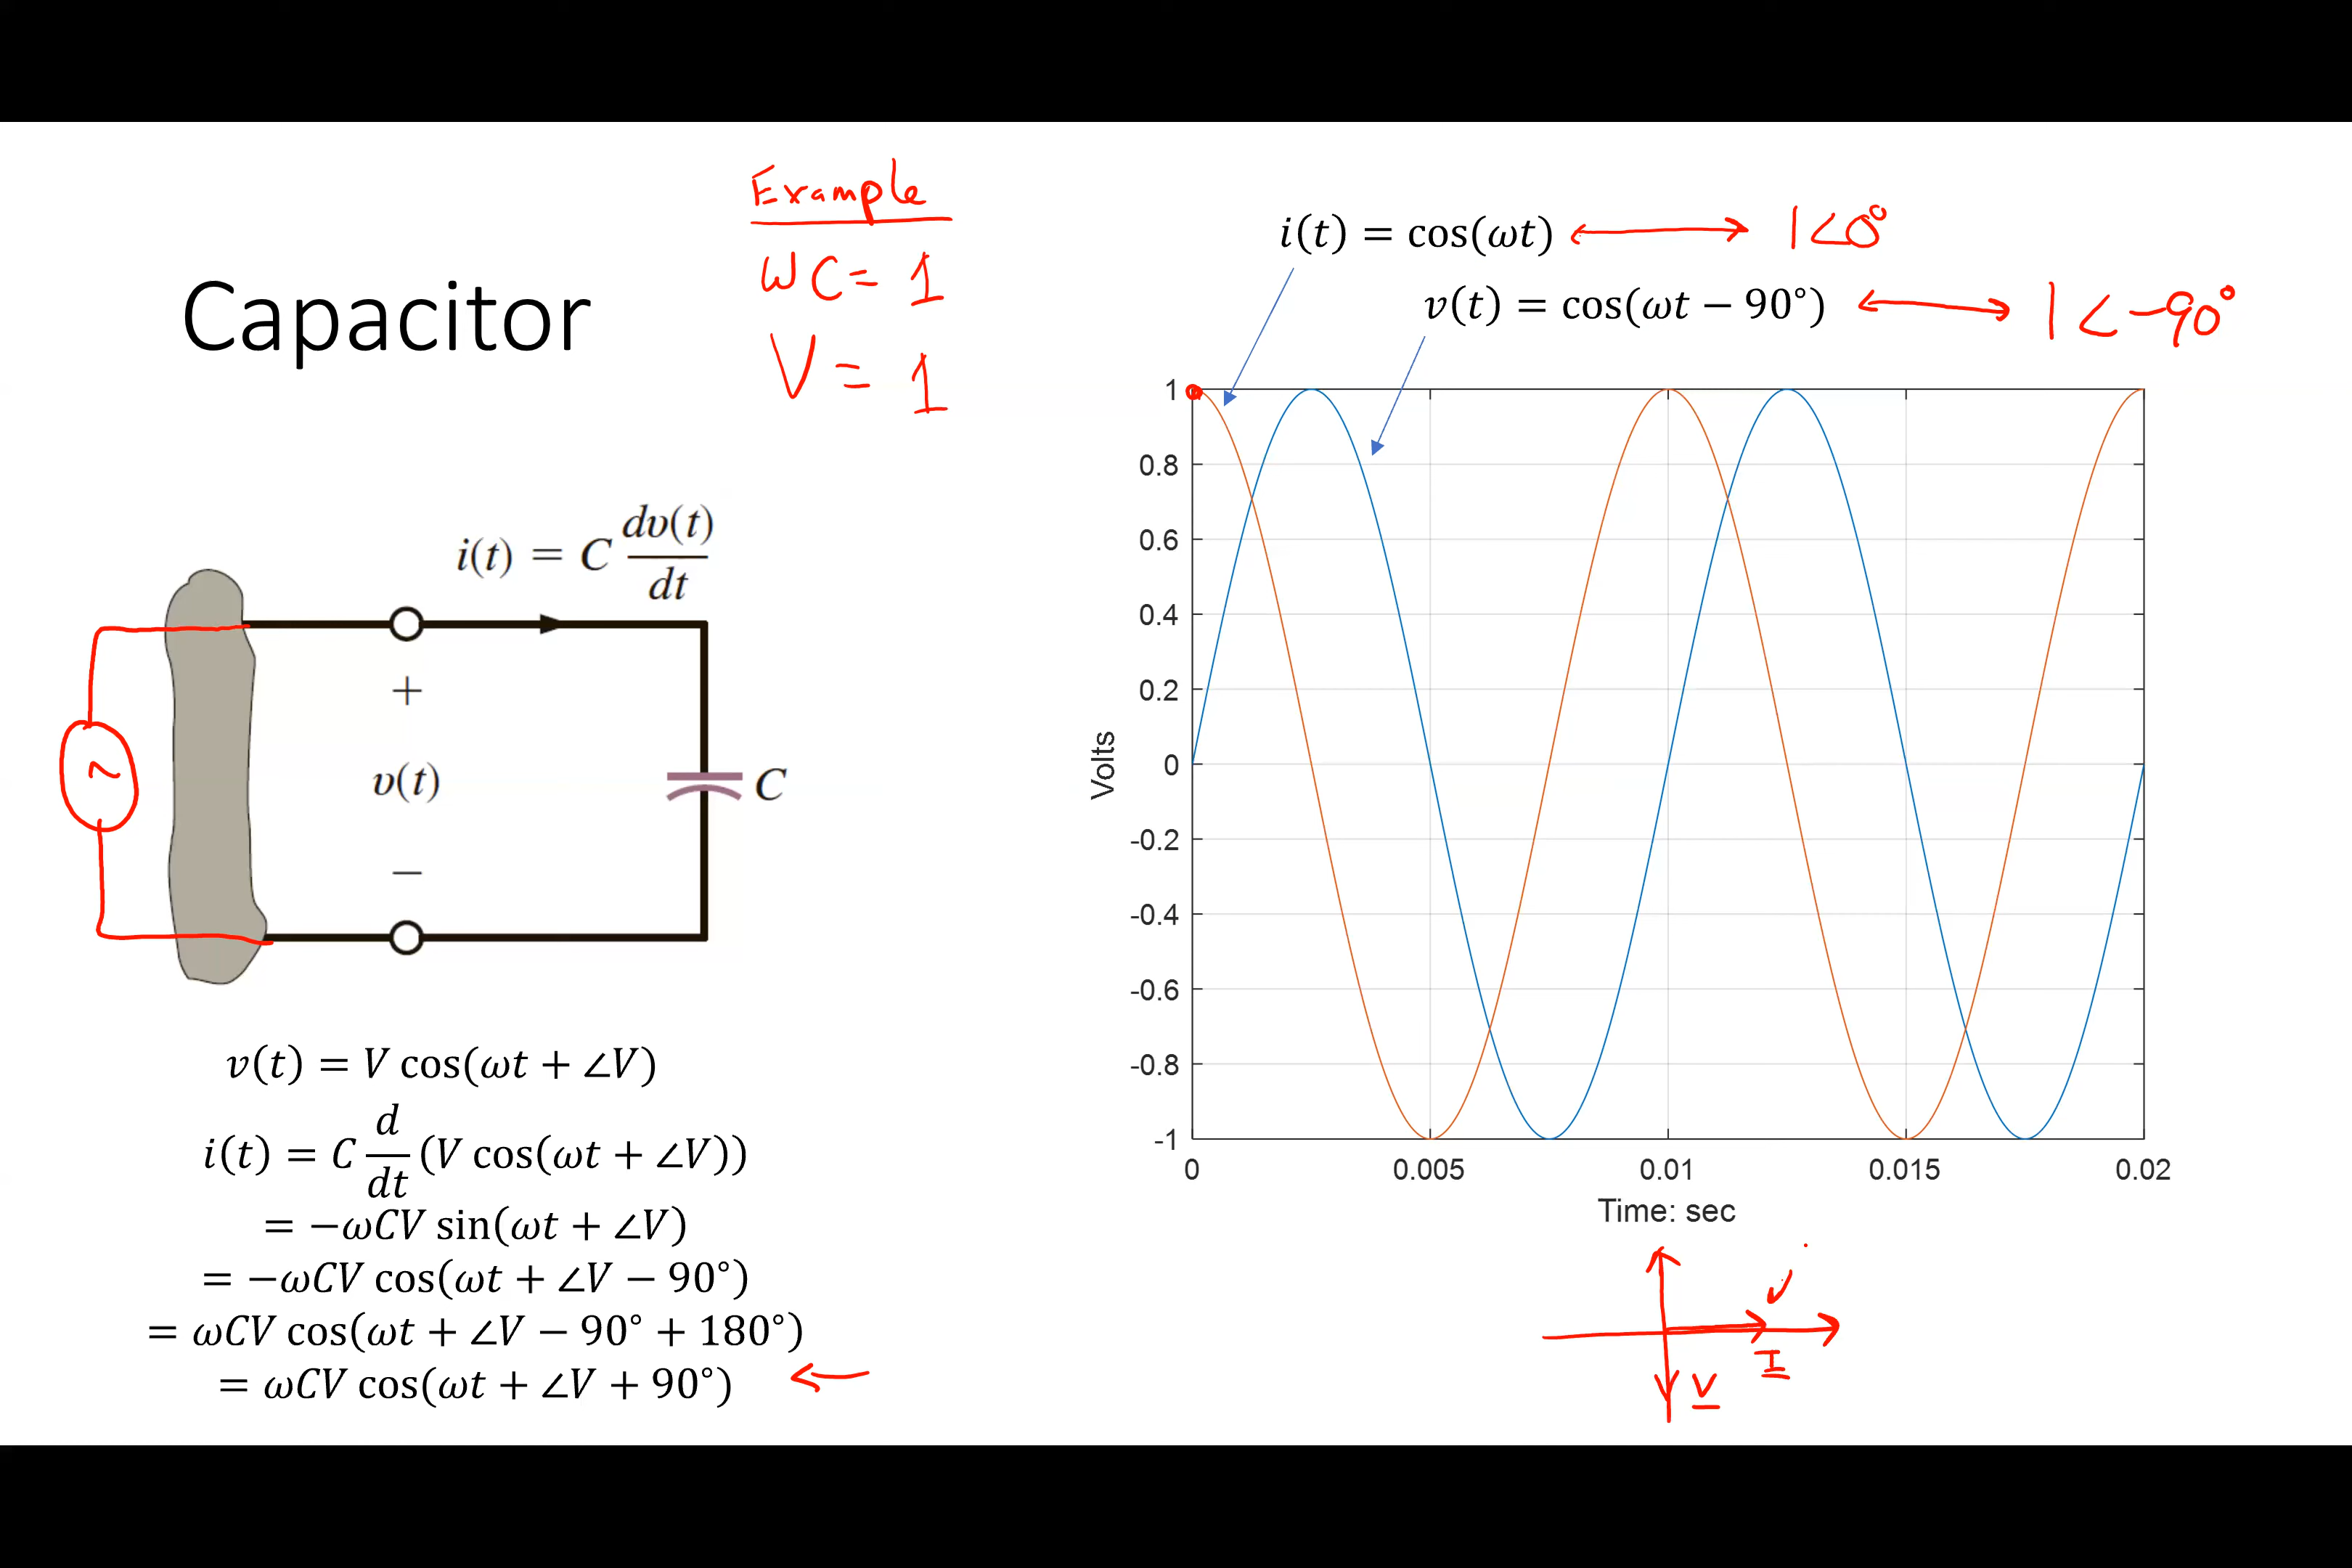 Capacitor
Example
ωC = 1
V = 1
i(t) = C dv(t)/dt
+
v(t)
−
C
~
v(t) = V cos(ωt + ∠V)
i(t) = C d/dt (V cos(ωt + ∠V))
= −ωCV sin(ωt + ∠V)
= −ωCV cos(ωt + ∠V − 90°)
= ωCV cos(ωt + ∠V − 90° + 180°)
= ωCV cos(ωt + ∠V + 90°) ←
i(t) = cos(ωt) ↔ 1<0°
v(t) = cos(ωt − 90°) ↔ 1<-90°
Volts
1
0.8
0.6
0.4
0.2
0
-0.2
-0.4
-0.6
-0.8
-1
0 0.005 0.01 0.015 0.02
Time: sec
I
V